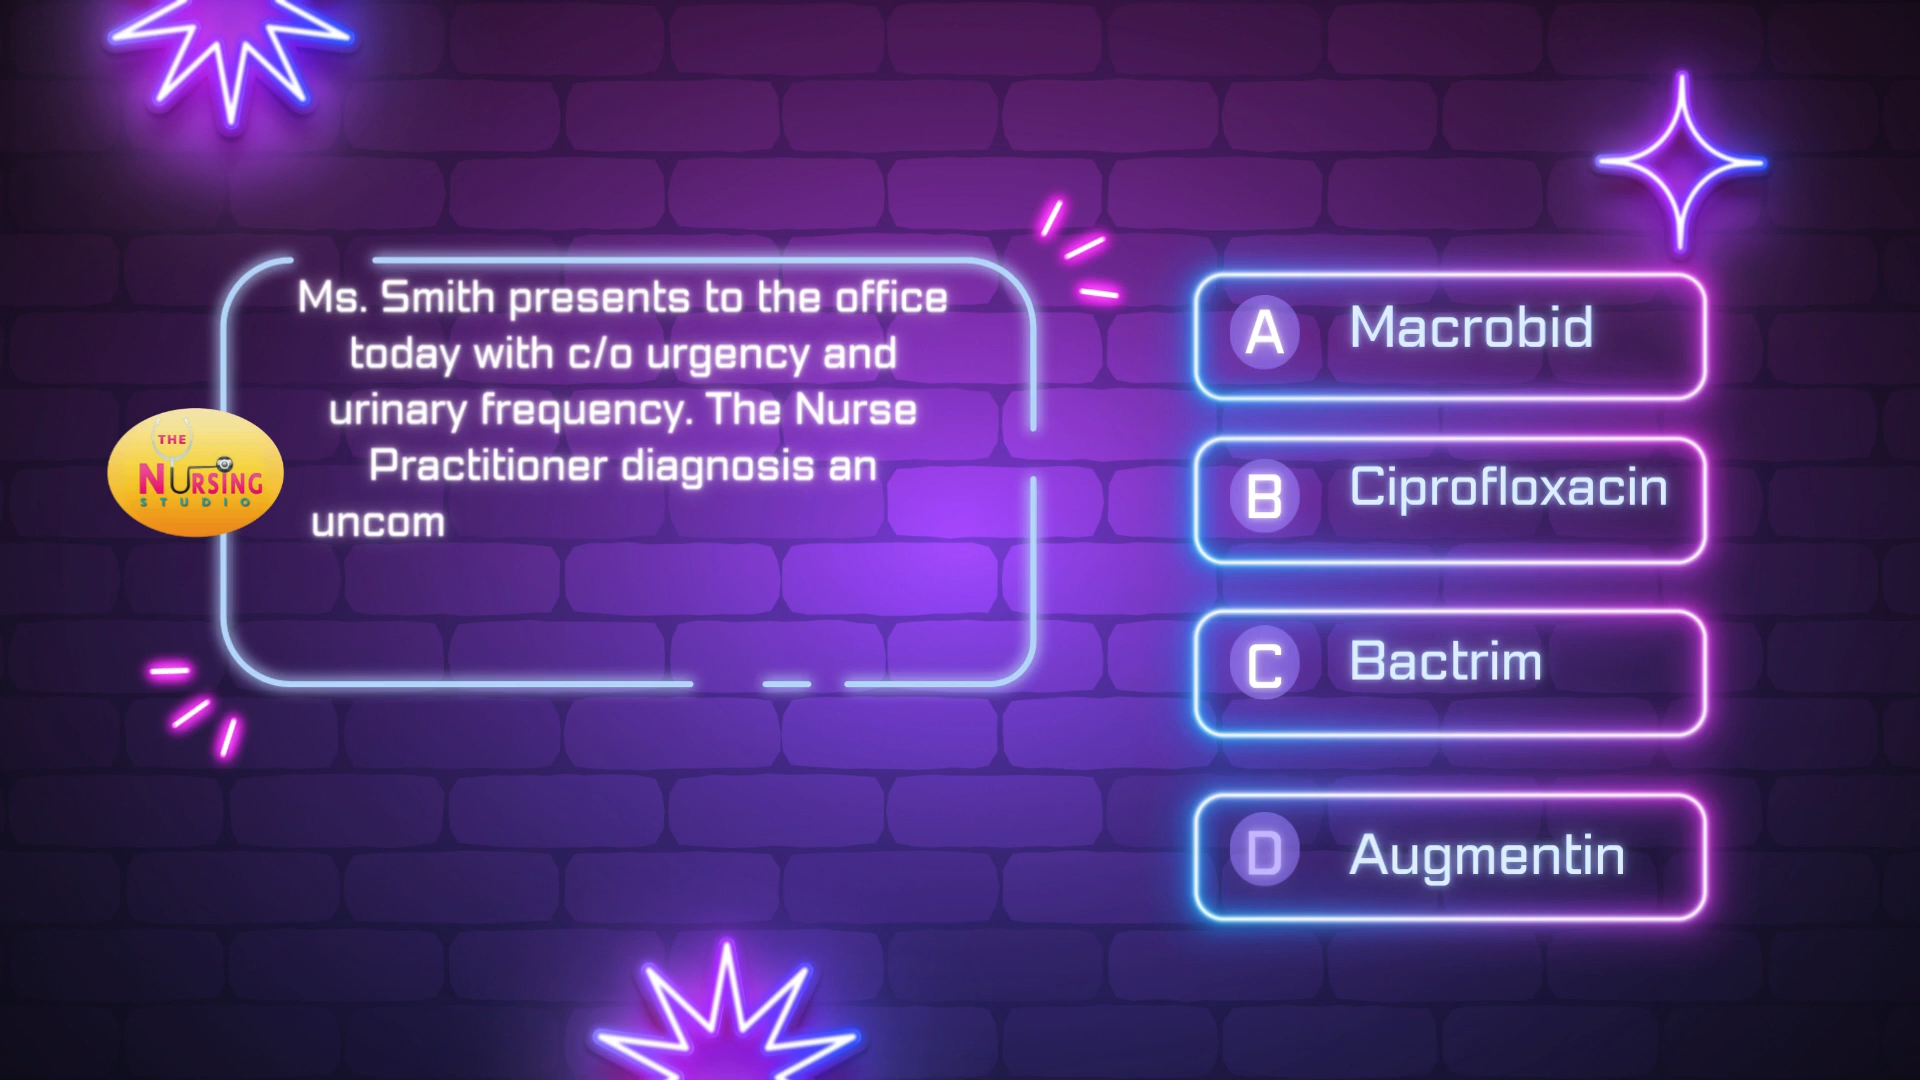 Ms. Smith presents to the office
today with c/o urgency and
urinary frequency. The Nurse
Practitioner diagnosis an
uncom
THE
NURSING
STUDIO
A Macrobid
B Ciprofloxacin
C Bactrim
D Augmentin